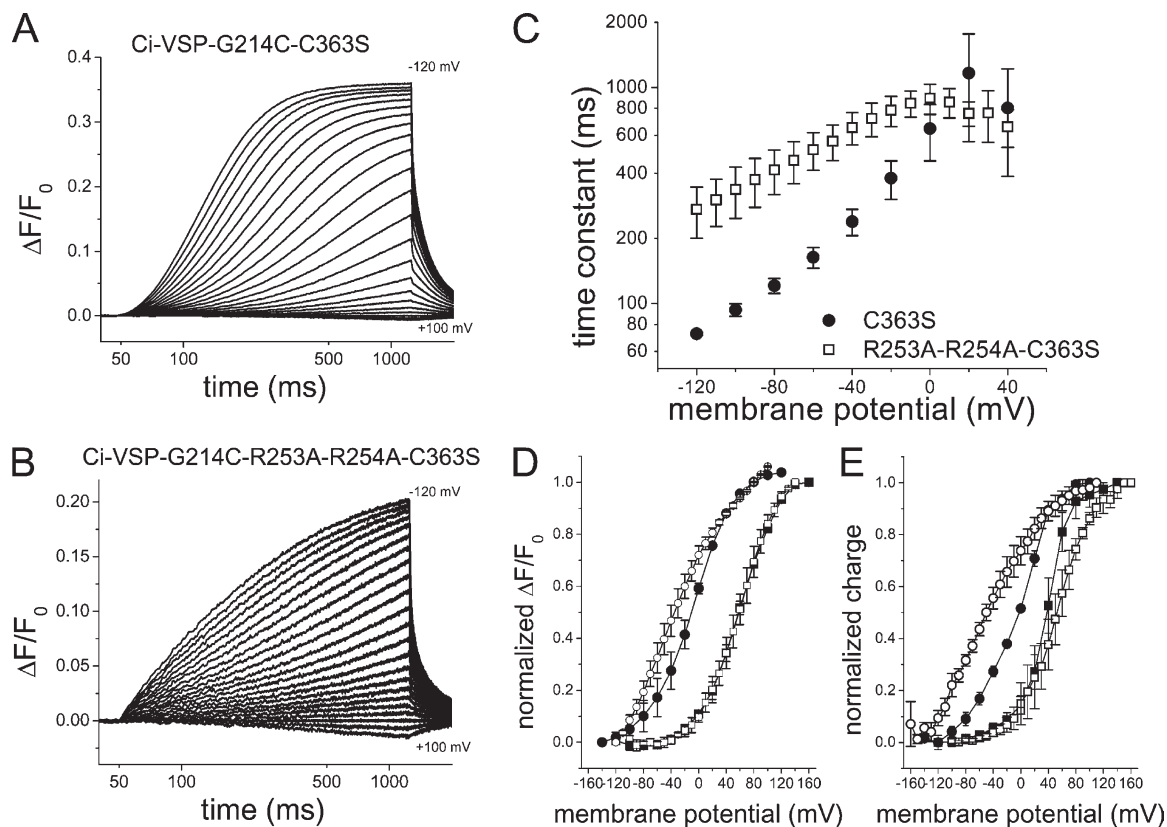 A
Ci-VSP-G214C-C363S
0.4
0.3
0.2
0.1
0.0
ΔF/F0
-120 mV
+100 mV
50 100 500 1000
time (ms)
B
Ci-VSP-G214C-R253A-R254A-C363S
0.20
0.15
0.10
0.05
0.00
ΔF/F0
-120 mV
+100 mV
50 100 500 1000
time (ms)
C
2000
1000
800
600
400
200
100
80
60
time constant (ms)
C363S
R253A-R254A-C363S
-120 -80 -40 0 40
membrane potential (mV)
D
1.0
0.8
0.6
0.4
0.2
0.0
normalized ΔF/F0
-160 -120 -80 -40 0 40 80 120 160
membrane potential (mV)
E
1.0
0.8
0.6
0.4
0.2
0.0
normalized charge
-160 -120 -80 -40 0 40 80 120 160
membrane potential (mV)